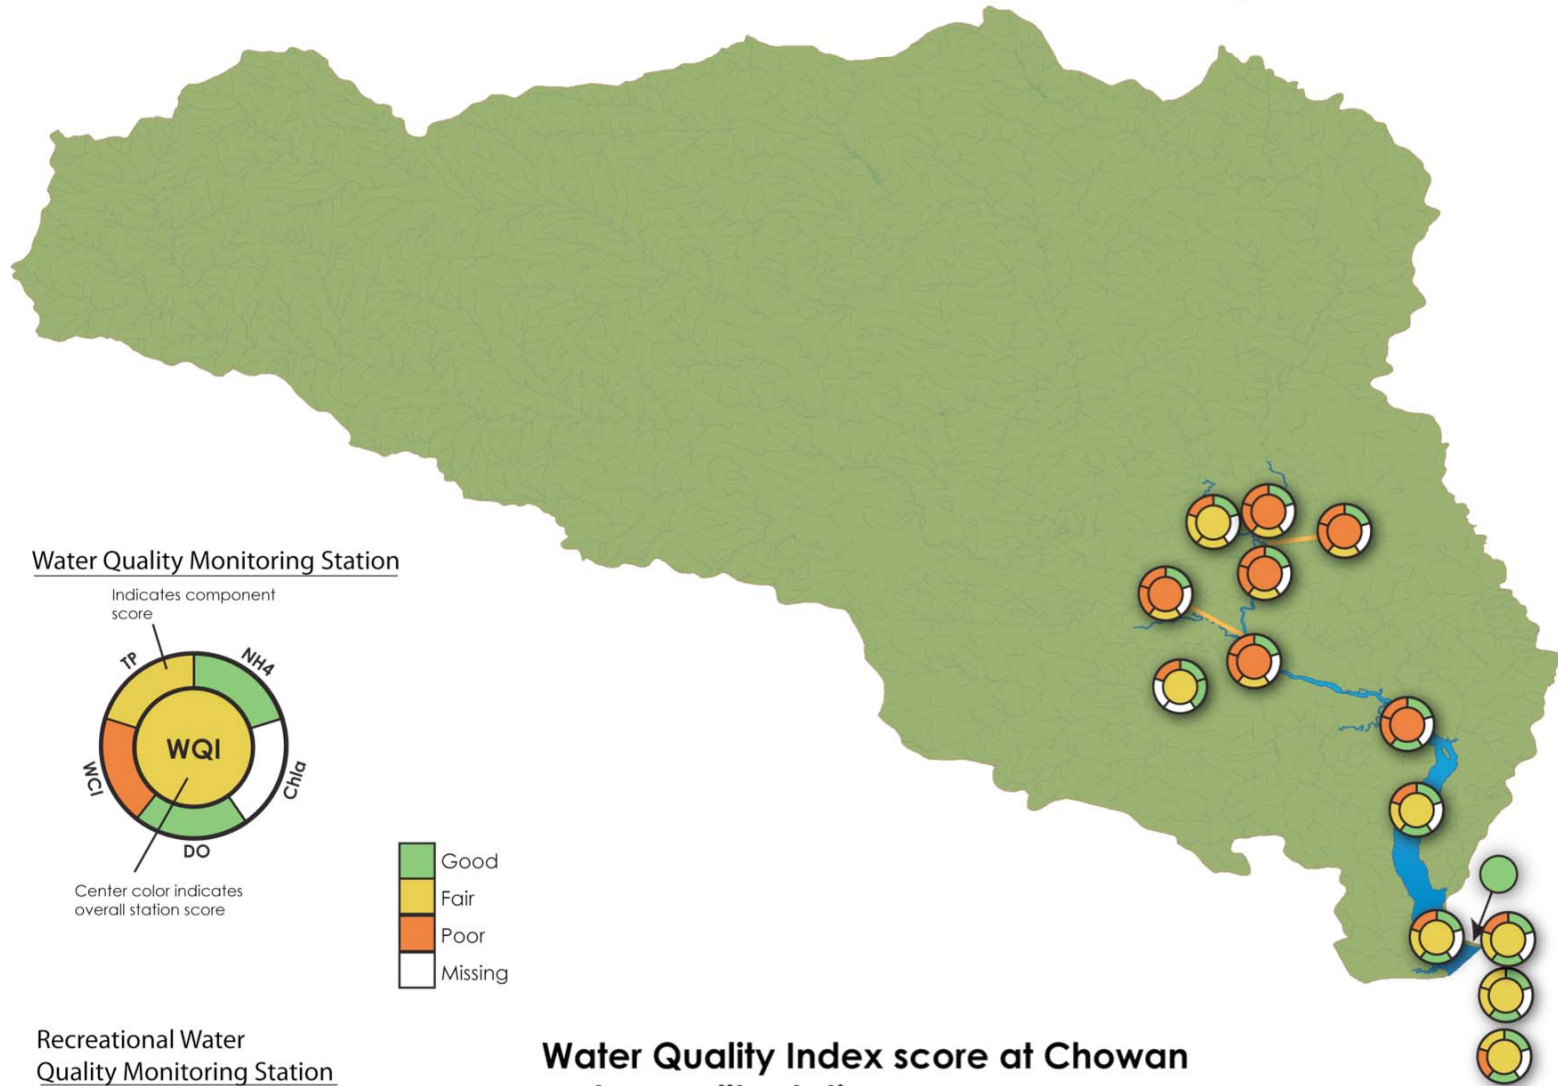 Water Quality Monitoring Station
Indicates component
score
TP
NH4
WQI
WCI
Chla
DO
Center color indicates
overall station score
Good
Fair
Poor
Missing
Recreational Water
Quality Monitoring Station
Water Quality Index score at Chowan